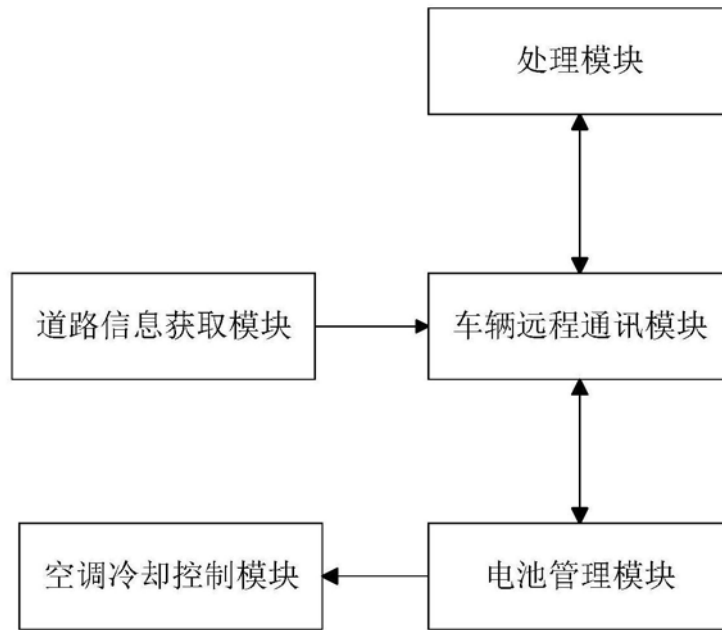 处理模块
道路信息获取模块
车辆远程通讯模块
空调冷却控制模块
电池管理模块